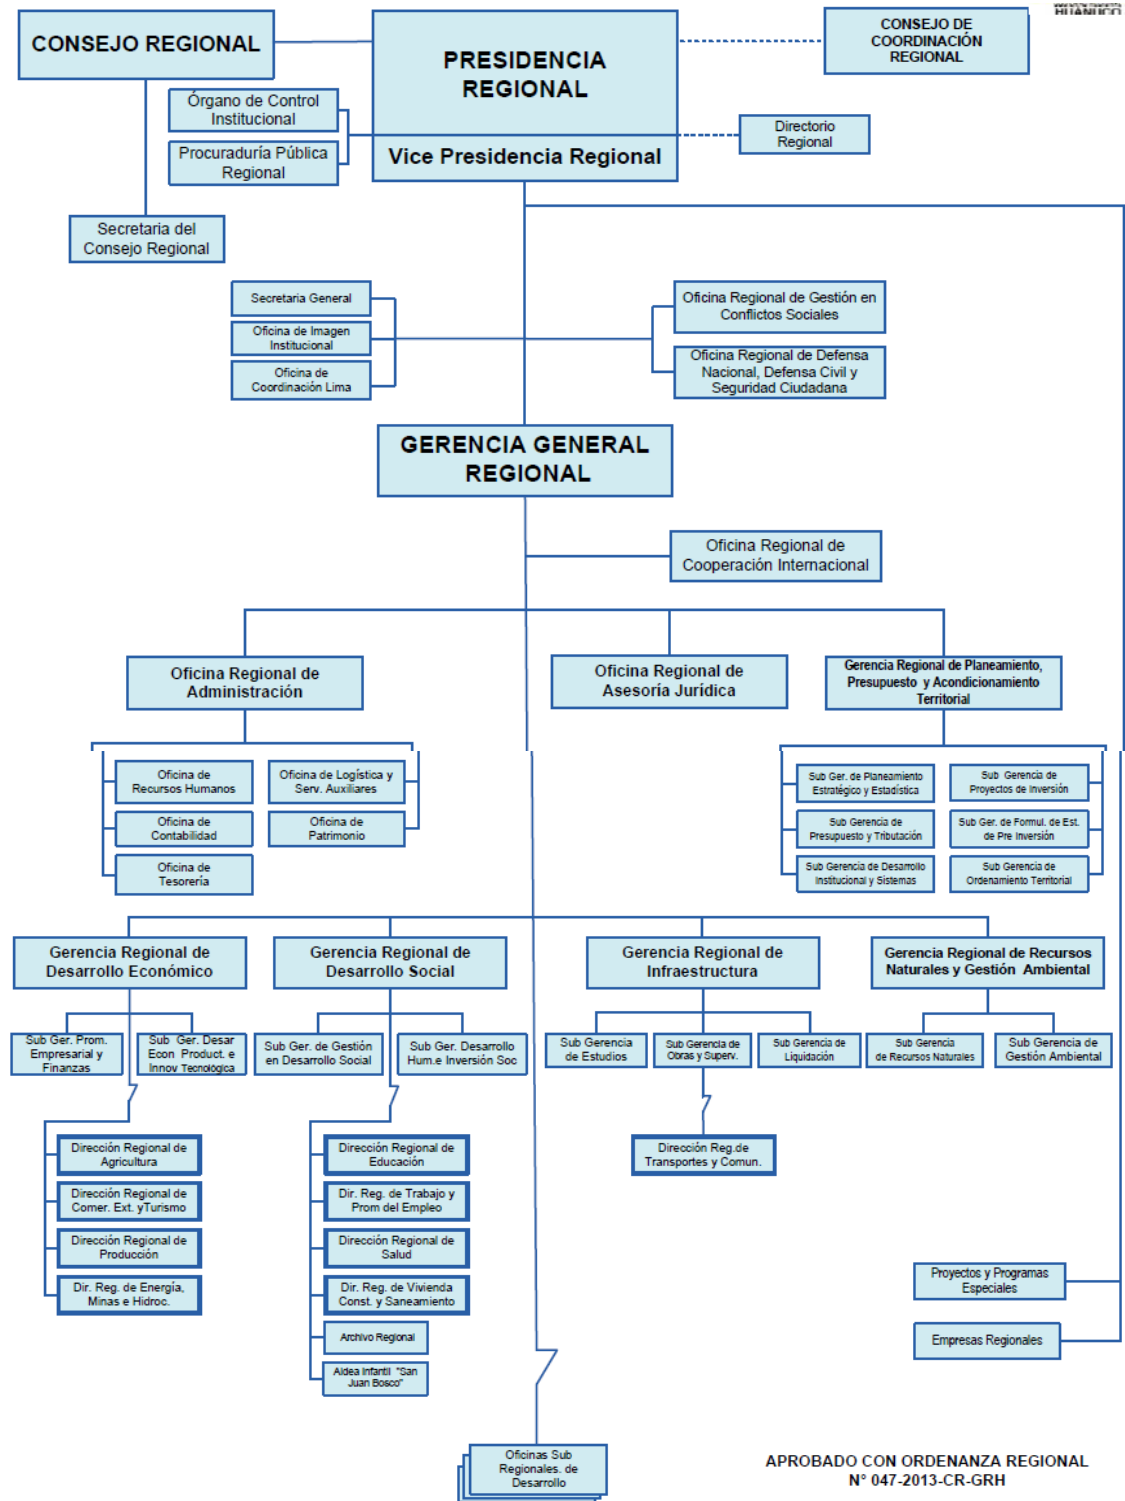 HUÁNUCO
CONSEJO REGIONAL
PRESIDENCIA
REGIONAL
CONSEJO DE
COORDINACIÓN
REGIONAL
Órgano de Control
Institucional
Procuraduría Pública
Regional
Vice Presidencia Regional
Directorio
Regional
Secretaria del
Consejo Regional
Secretaria General
Oficina de Imagen
Institucional
Oficina de
Coordinación Lima
Oficina Regional de Gestión en
Conflictos Sociales
Oficina Regional de Defensa
Nacional, Defensa Civil y
Seguridad Ciudadana
GERENCIA GENERAL
REGIONAL
Oficina Regional de
Cooperación Internacional
Oficina Regional de
Administración
Oficina Regional de
Asesoría Jurídica
Gerencia Regional de Planeamiento,
Presupuesto y Acondicionamiento
Territorial
Oficina de
Recursos Humanos
Oficina de Logística y
Serv. Auxiliares
Oficina de
Contabilidad
Oficina de
Patrimonio
Oficina de
Tesorería
Sub Ger. de Planeamiento
Estratégico y Estadística
Sub Gerencia de
Proyectos de Inversión
Sub Gerencia de
Presupuesto y Tributación
Sub Ger. de Formul. de Est.
de Pre Inversión
Sub Gerencia de Desarrollo
Institucional y Sistemas
Sub Gerencia de
Ordenamiento Territorial
Gerencia Regional de
Desarrollo Económico
Gerencia Regional de
Desarrollo Social
Gerencia Regional de
Infraestructura
Gerencia Regional de Recursos
Naturales y Gestión Ambiental
Sub Ger. Prom.
Empresarial y
Finanzas
Sub Ger. Desar
Econ Product. e
Innov Tecnológica
Sub Ger. de Gestión
en Desarrollo Social
Sub Ger. Desarrollo
Hum.e Inversión Soc
Sub Gerencia
de Estudios
Sub Gerencia de
Obras y Superv.
Sub Gerencia de
Liquidación
Sub Gerencia
de Recursos Naturales
Sub Gerencia de
Gestión Ambiental
Dirección Regional de
Agricultura
Dirección Regional de
Comer. Ext. yTurismo
Dirección Regional de
Producción
Dir. Reg. de Energía,
Minas e Hidroc.
Dirección Regional de
Educación
Dir. Reg. de Trabajo y
Prom del Empleo
Dirección Regional de
Salud
Dir. Reg. de Vivienda
Const. y Saneamiento
Archivo Regional
Aldea Infantil "San
Juan Bosco"
Dirección Reg.de
Transportes y Comun.
Proyectos y Programas
Especiales
Empresas Regionales
Oficinas Sub
Regionales. de
Desarrollo
APROBADO CON ORDENANZA REGIONAL
N° 047-2013-CR-GRH